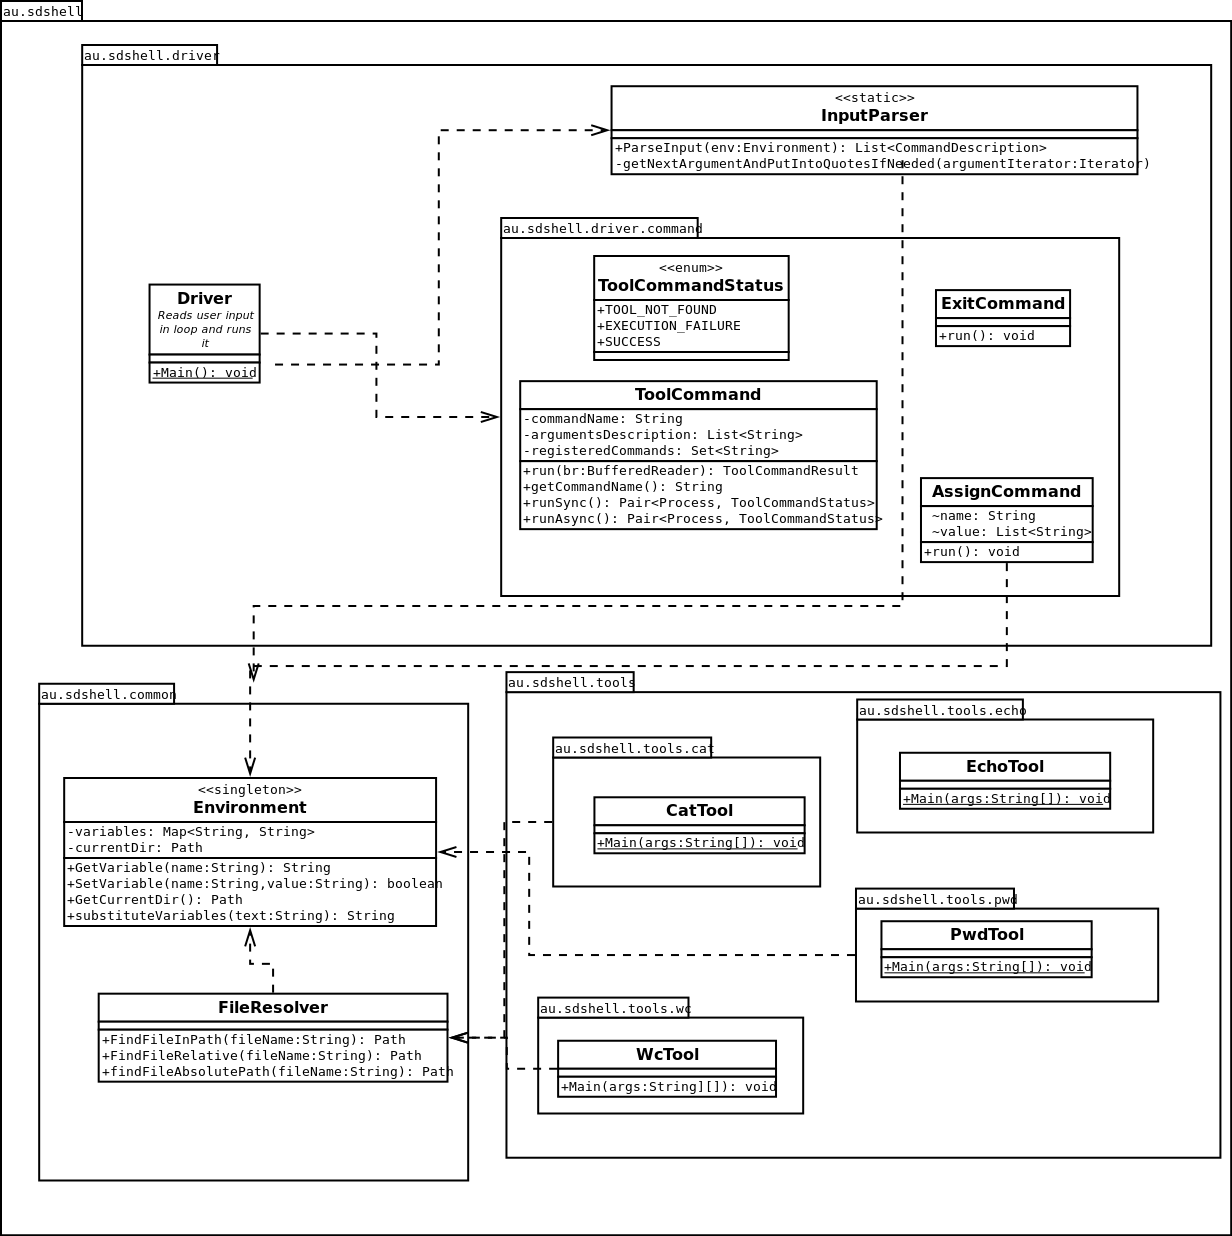 au.sdshell
au.sdshell.driver
<<static>>
InputParser
+ParseInput(env:Environment): List<CommandDescription>
-getNextArgumentAndPutIntoQuotesIfNeeded(argumentIterator:Iterator)
au.sdshell.driver.command
<<enum>>
ToolCommandStatus
+TOOL_NOT_FOUND
+EXECUTION_FAILURE
+SUCCESS
ExitCommand
+run(): void
Driver
Reads user input
in loop and runs
it
+Main(): void
ToolCommand
-commandName: String
-argumentsDescription: List<String>
-registeredCommands: Set<String>
+run(br:BufferedReader): ToolCommandResult
+getCommandName(): String
+runSync(): Pair<Process, ToolCommandStatus>
+runAsync(): Pair<Process, ToolCommandStatus>
AssignCommand
~name: String
~value: List<String>
+run(): void
au.sdshell.common
<<singleton>>
Environment
-variables: Map<String, String>
-currentDir: Path
+GetVariable(name:String): String
+SetVariable(name:String,value:String): boolean
+GetCurrentDir(): Path
+substituteVariables(text:String): String
FileResolver
+FindFileInPath(fileName:String): Path
+FindFileRelative(fileName:String): Path
+findFileAbsolutePath(fileName:String): Path
au.sdshell.tools
au.sdshell.tools.cat
CatTool
+Main(args:String[]): void
au.sdshell.tools.echo
EchoTool
+Main(args:String[]): void
au.sdshell.tools.pwd
PwdTool
+Main(args:String[]): void
au.sdshell.tools.wc
WcTool
+Main(args:String][]): void